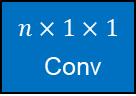 n × 1 × 1
Conv